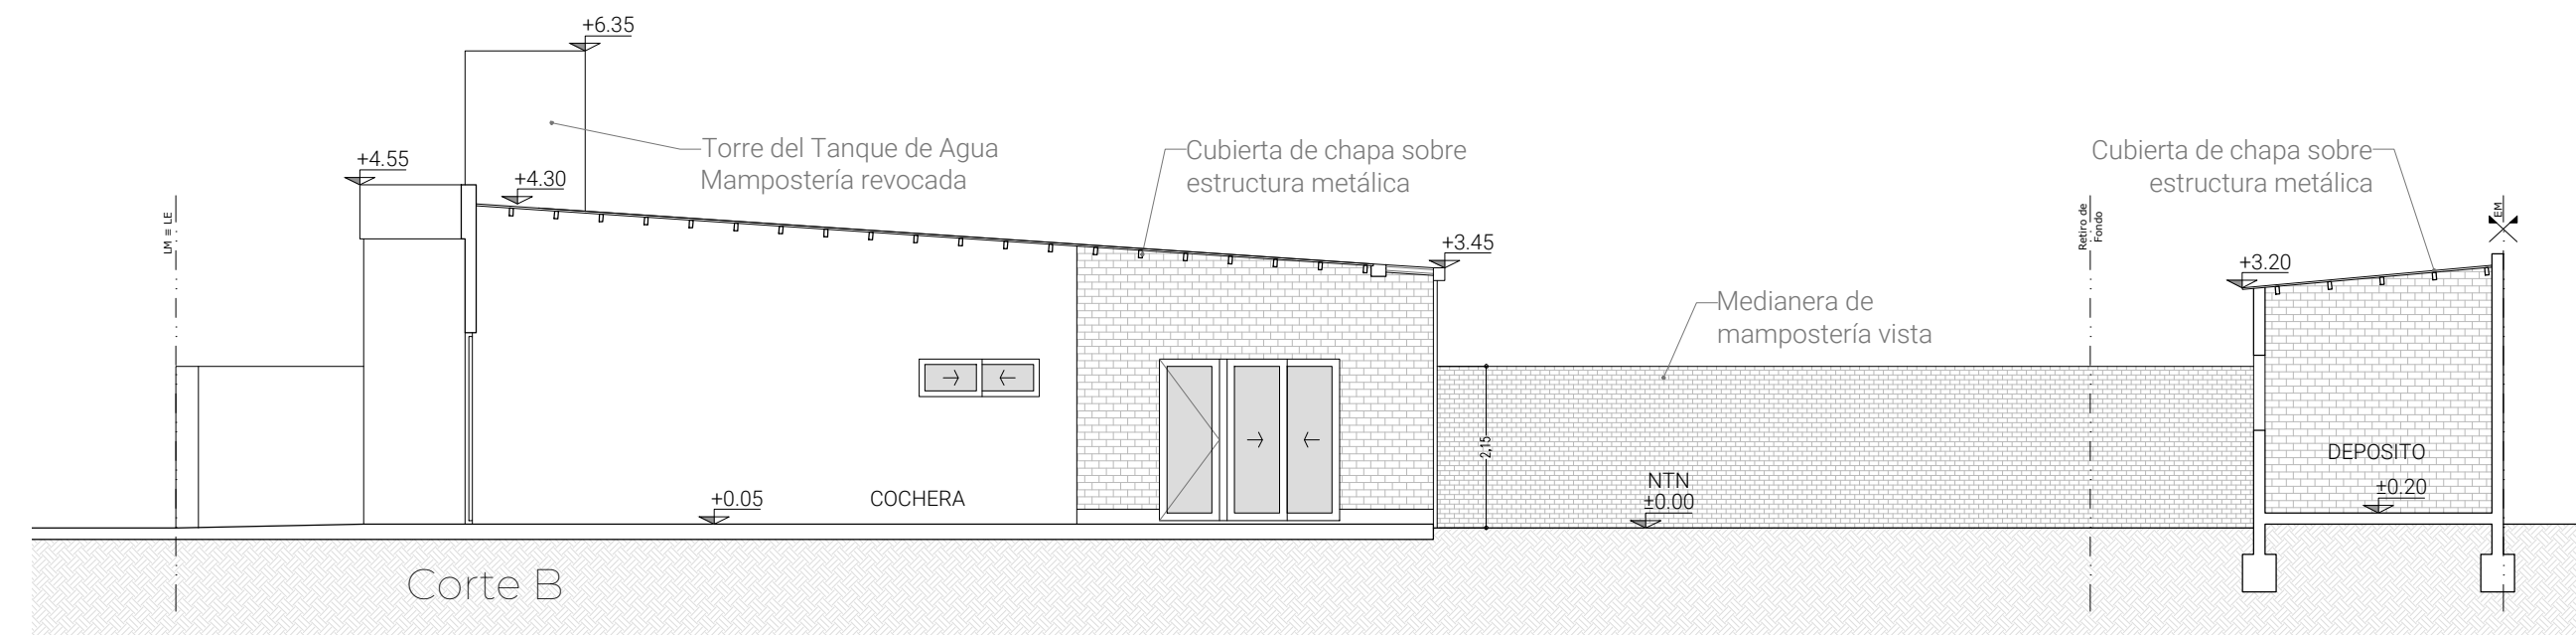 +6.35
Torre del Tanque de Agua
Mampostería revocada
Cubierta de chapa sobre
estructura metálica
Cubierta de chapa sobre
estructura metálica
+4.55
+4.30
LM = LE
Retiro de
Fondo
EM
+3.45
+3.20
Medianera de
mampostería vista
2,15
DEPOSITO
±0.20
NTN
±0.00
+0.05
COCHERA
Corte B